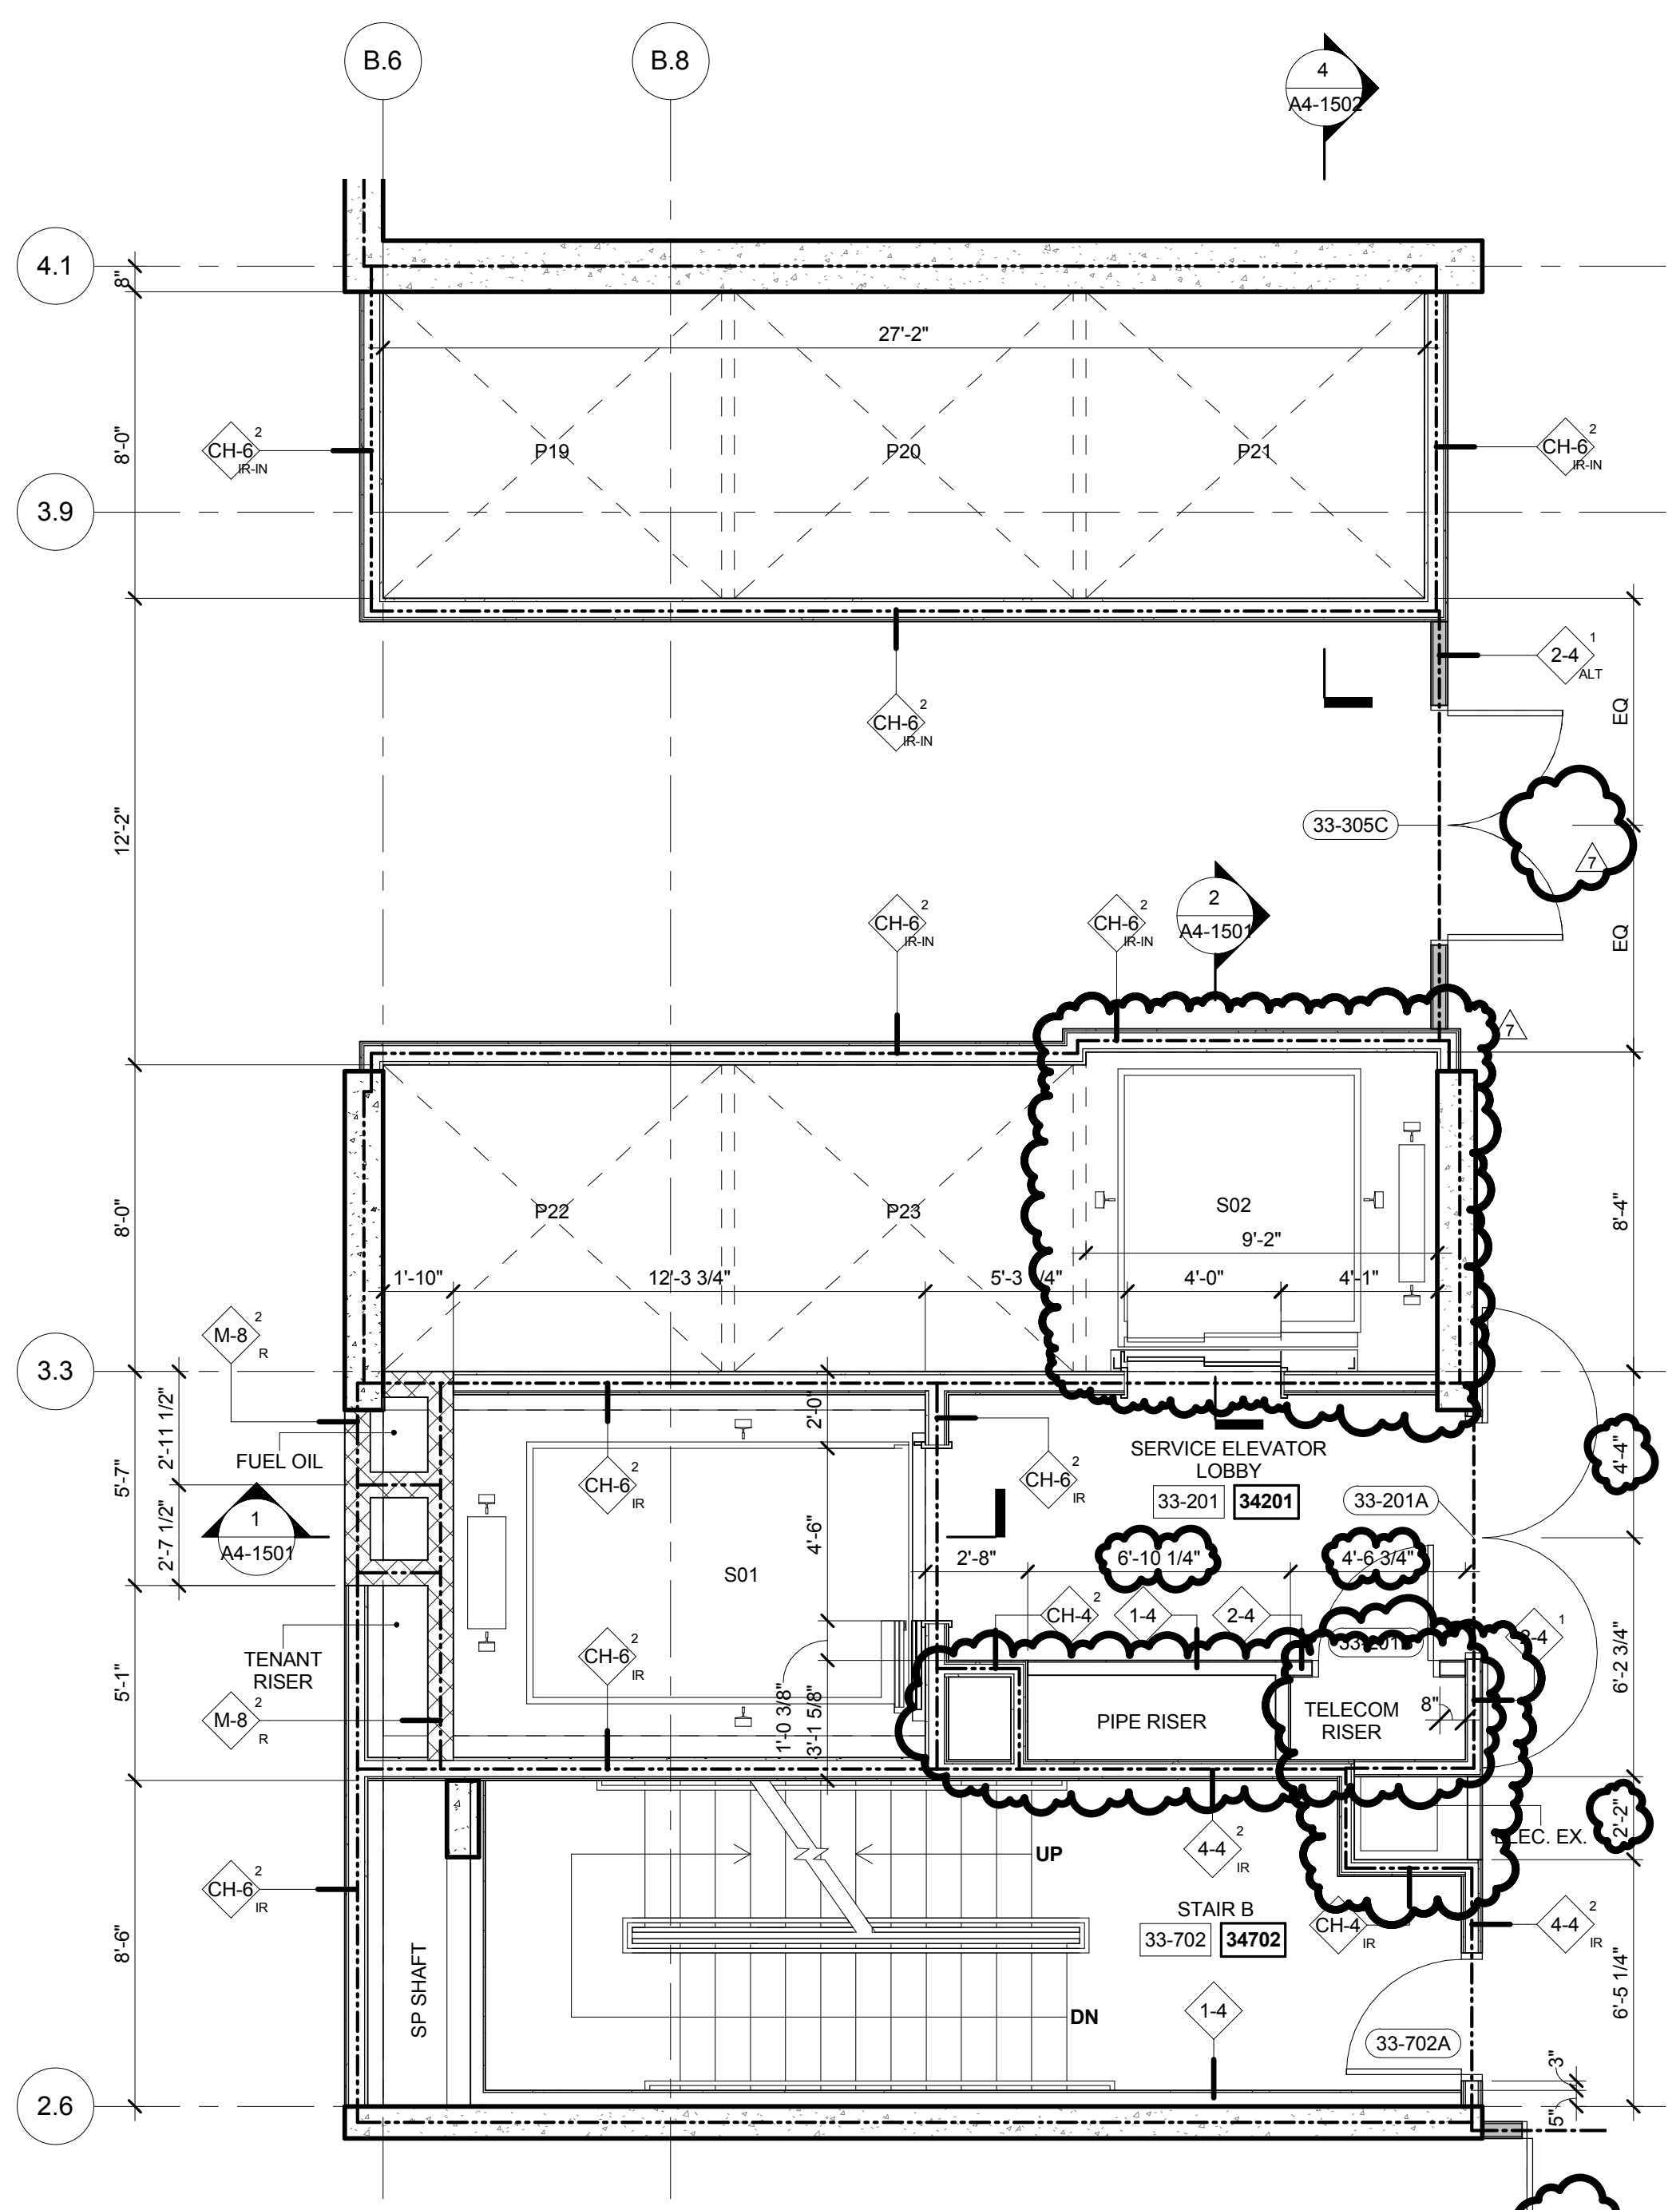 B.6
B.8
4
A4-1502
4.1
8"
27'-2"
8'-0"
CH-6
2
IR-IN
P19
P20
P21
CH-6
2
IR-IN
3.9
2-4
1
ALT
CH-6
2
IR-IN
EQ
12'-2"
33-305C
7
CH-6
2
IR-IN
CH-6
2
IR-IN
2
A4-1501
EQ
7
8'-0"
P22
P23
S02
8'-4"
9'-2"
1'-10"
12'-3 3/4"
4'-0"
4'-1"
M-8
2
R
3.3
2'-11 1/2"
2'-0"
FUEL OIL
SERVICE ELEVATOR
LOBBY
4'-4"
5'-7"
CH-6
2
IR
CH-6
2
IR
33-201
34201
33-201A
1
A4-1501
2'-7 1/2"
4'-6"
2'-8"
6'-10 1/4"
4'-6 3/4"
S01
CH-4
2
1-4
2-4
2-4
1
TENANT
RISER
CH-6
2
IR
5'-1"
6'-2 3/4"
M-8
2
R
1'-0 3/8"
3'-1 5/8"
PIPE RISER
TELECOM
RISER
8"
2'-2"
4-4
2
IR
UP
CH-6
2
IR
STAIR B
33-702
34702
CH-4
IR
4-4
2
IR
8'-6"
SP SHAFT
6'-5 1/4"
1-4
DN
33-702A
3"
2.6
5"